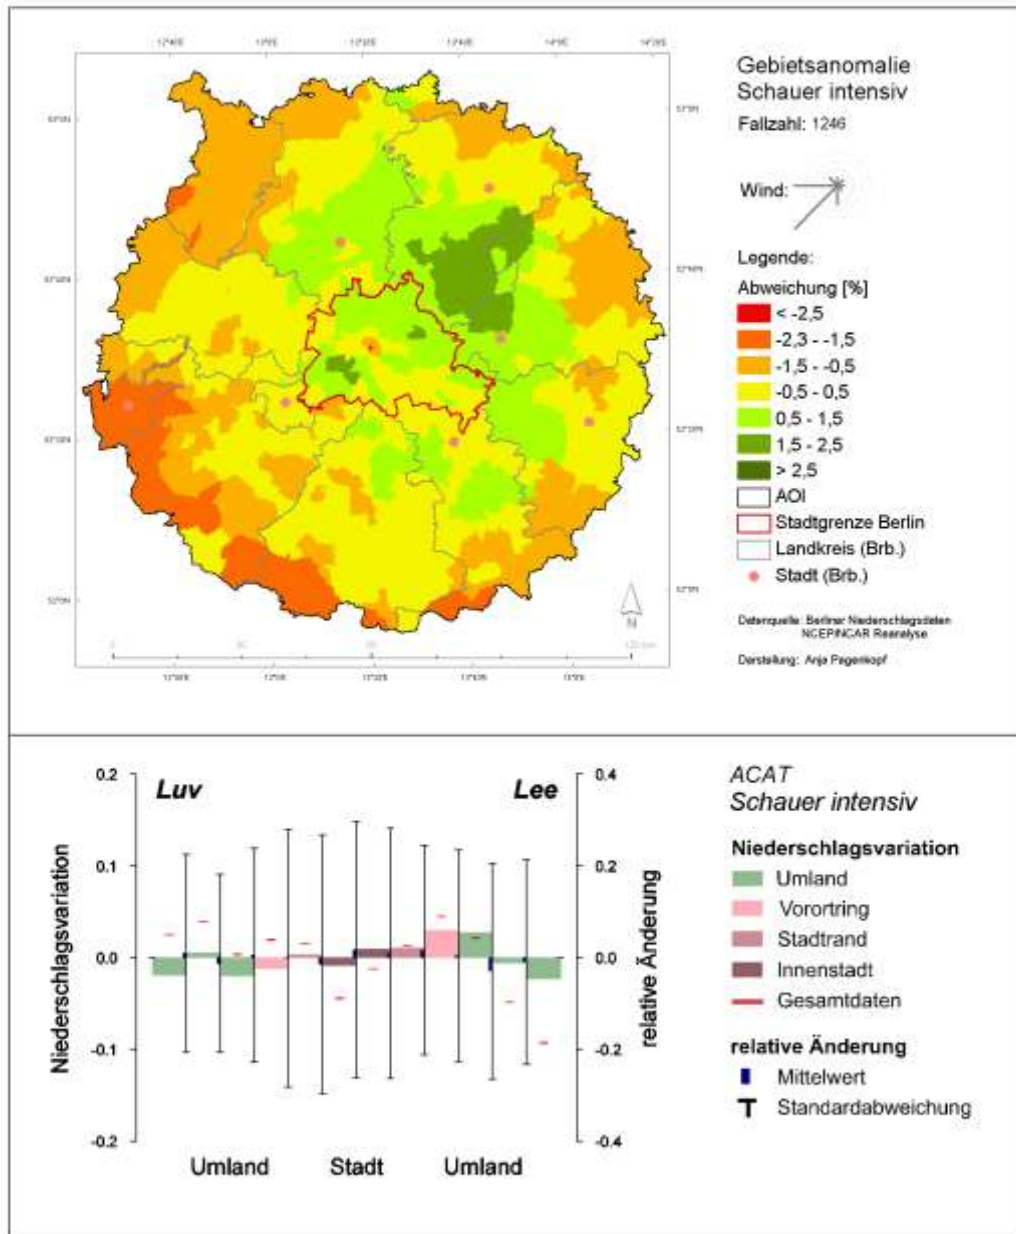 Gebietsanomalie
Schauer intensiv
Fallzahl: 1246
Wind:
Legende:
Abweichung [%]
< -2,5
-2,3 - -1,5
-1,5 - -0,5
-0,5 - 0,5
0,5 - 1,5
1,5 - 2,5
> 2,5
AOI
Stadtgrenze Berlin
Landkreis (Brb.)
Stadt (Brb.)
N
Datenquelle: Berliner Niederschlagsdaten
NCEP/NCAR Reanalyse
Darstellung: Anja Pagenkopf
0.2
0.1
0.0
-0.1
-0.2
Niederschlagsvariation
Luv
Lee
0.4
0.2
0.0
-0.2
-0.4
relative Änderung
Umland
Stadt
Umland
ACAT
Schauer intensiv
Niederschlagsvariation
Umland
Vorortring
Stadtrand
Innenstadt
Gesamtdaten
relative Änderung
Mittelwert
Standardabweichung